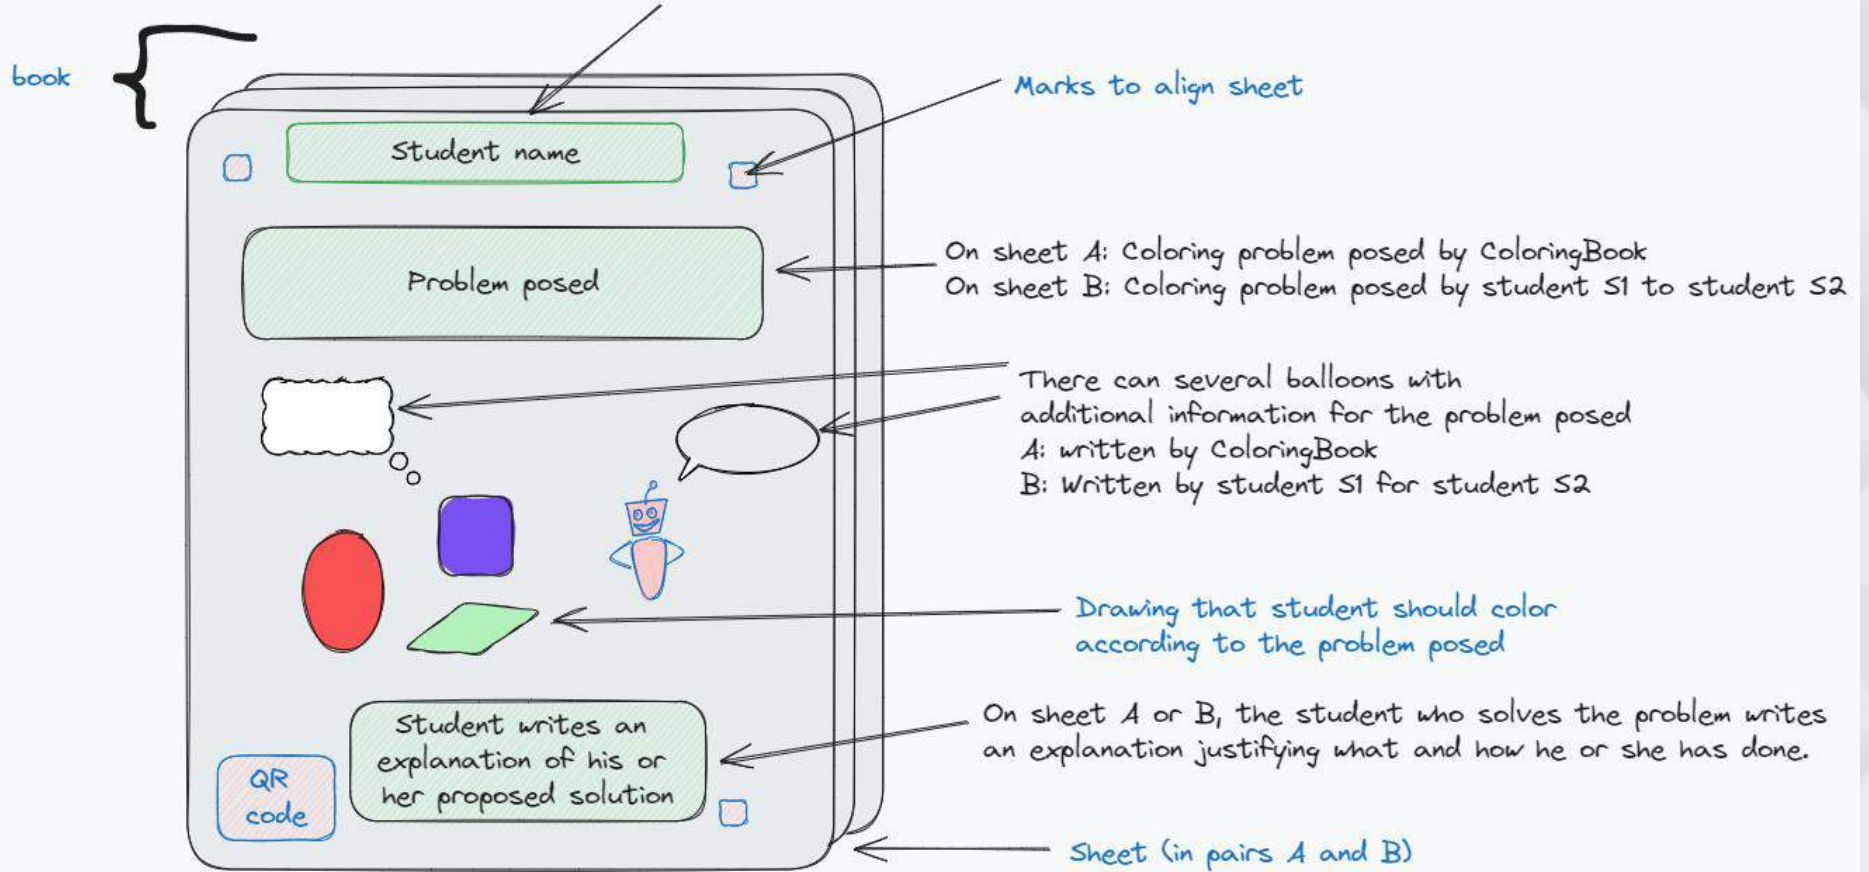 book
Marks to align sheet
Student name
On sheet A: Coloring problem posed by ColoringBook
On sheet B: Coloring problem posed by student S1 to student S2
Problem posed
There can several balloons with
additional information for the problem posed
A: written by ColoringBook
B: Written by student S1 for student S2
Drawing that student should color
according to the problem posed
On sheet A or B, the student who solves the problem writes
an explanation justifying what and how he or she has done.
Student writes an
explanation of his or
her proposed solution
QR
code
Sheet (in pairs A and B)